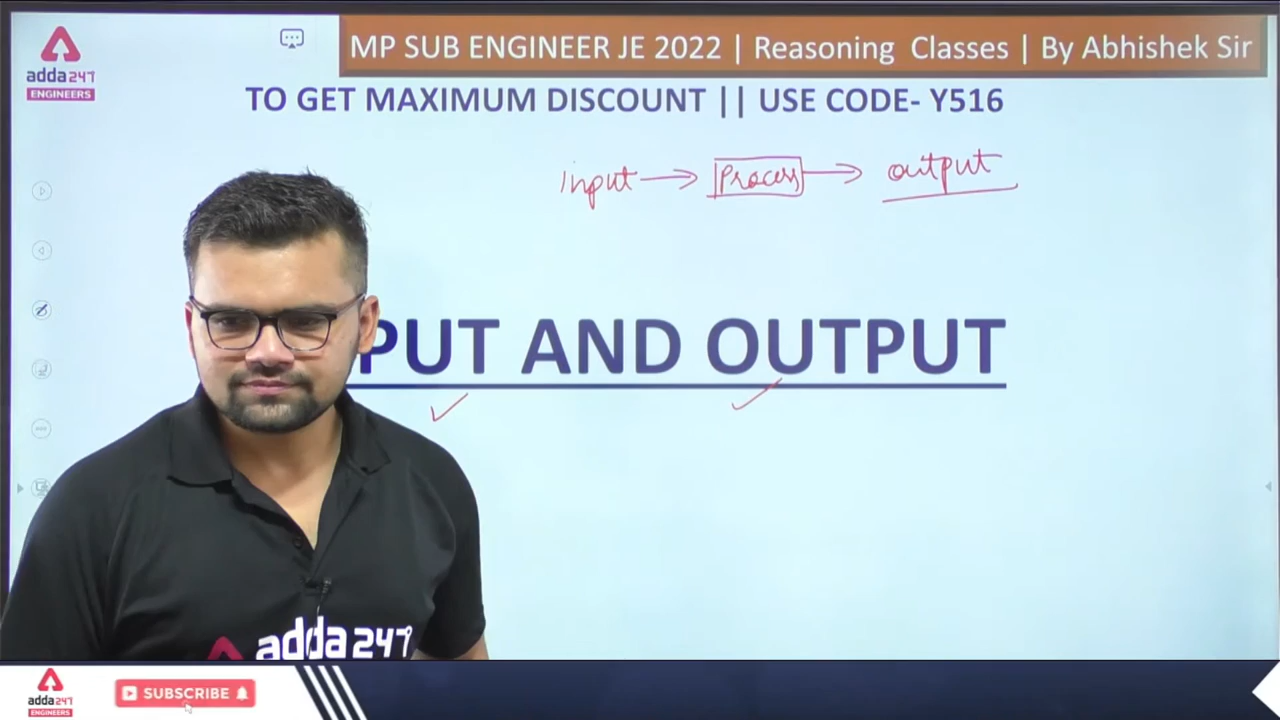 adda247
ENGINEERS
MP SUB ENGINEER JE 2022 | Reasoning Classes | By Abhishek Sir
TO GET MAXIMUM DISCOUNT || USE CODE- Y516
input → Process → output
PUT AND OUTPUT
adda247
adda247
ENGINEERS
SUBSCRIBE